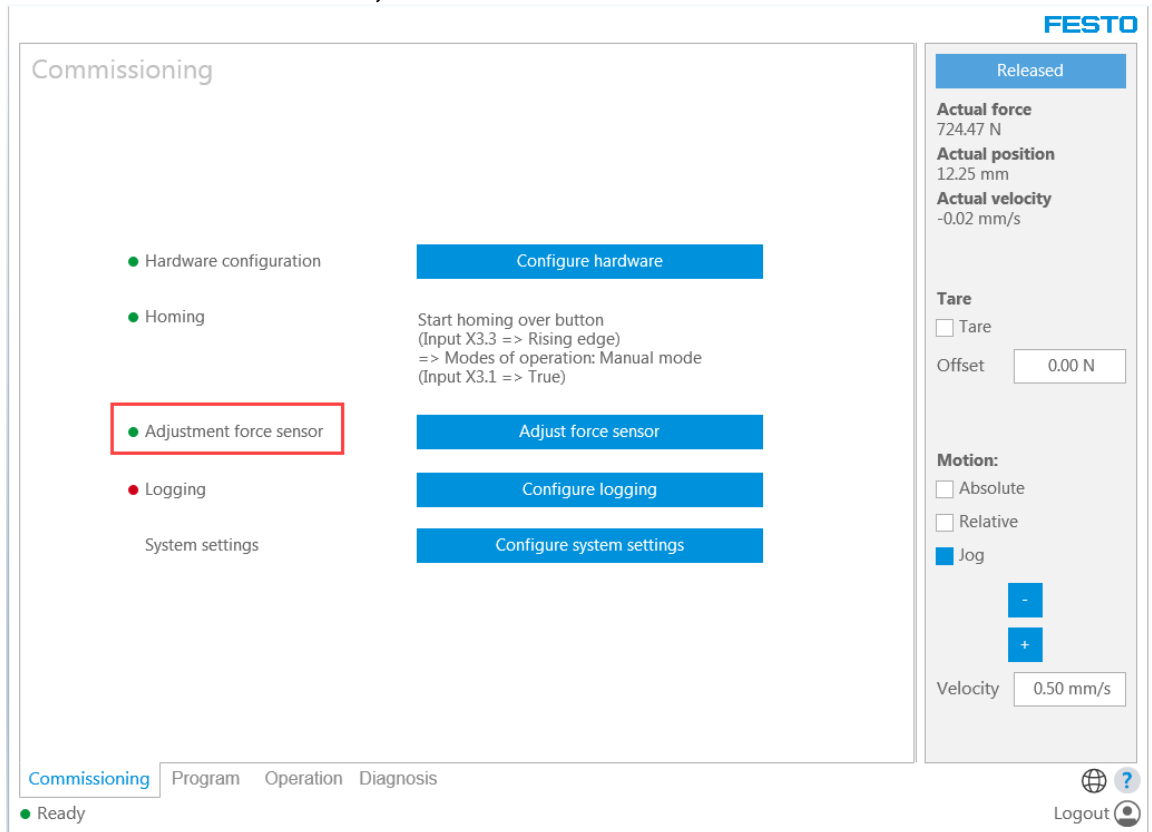 FESTO
Commissioning
Hardware configuration
Configure hardware
Homing
Start homing over button
(Input X3.3 => Rising edge)
=> Modes of operation: Manual mode
(Input X3.1 => True)
Adjustment force sensor
Adjust force sensor
Logging
Configure logging
System settings
Configure system settings
Released
Actual force
724.47 N
Actual position
12.25 mm
Actual velocity
-0.02 mm/s
Tare
Tare
Offset 0.00 N
Motion:
Absolute
Relative
Jog
-
+
Velocity 0.50 mm/s
Commissioning Program Operation Diagnosis
?
Ready
Logout